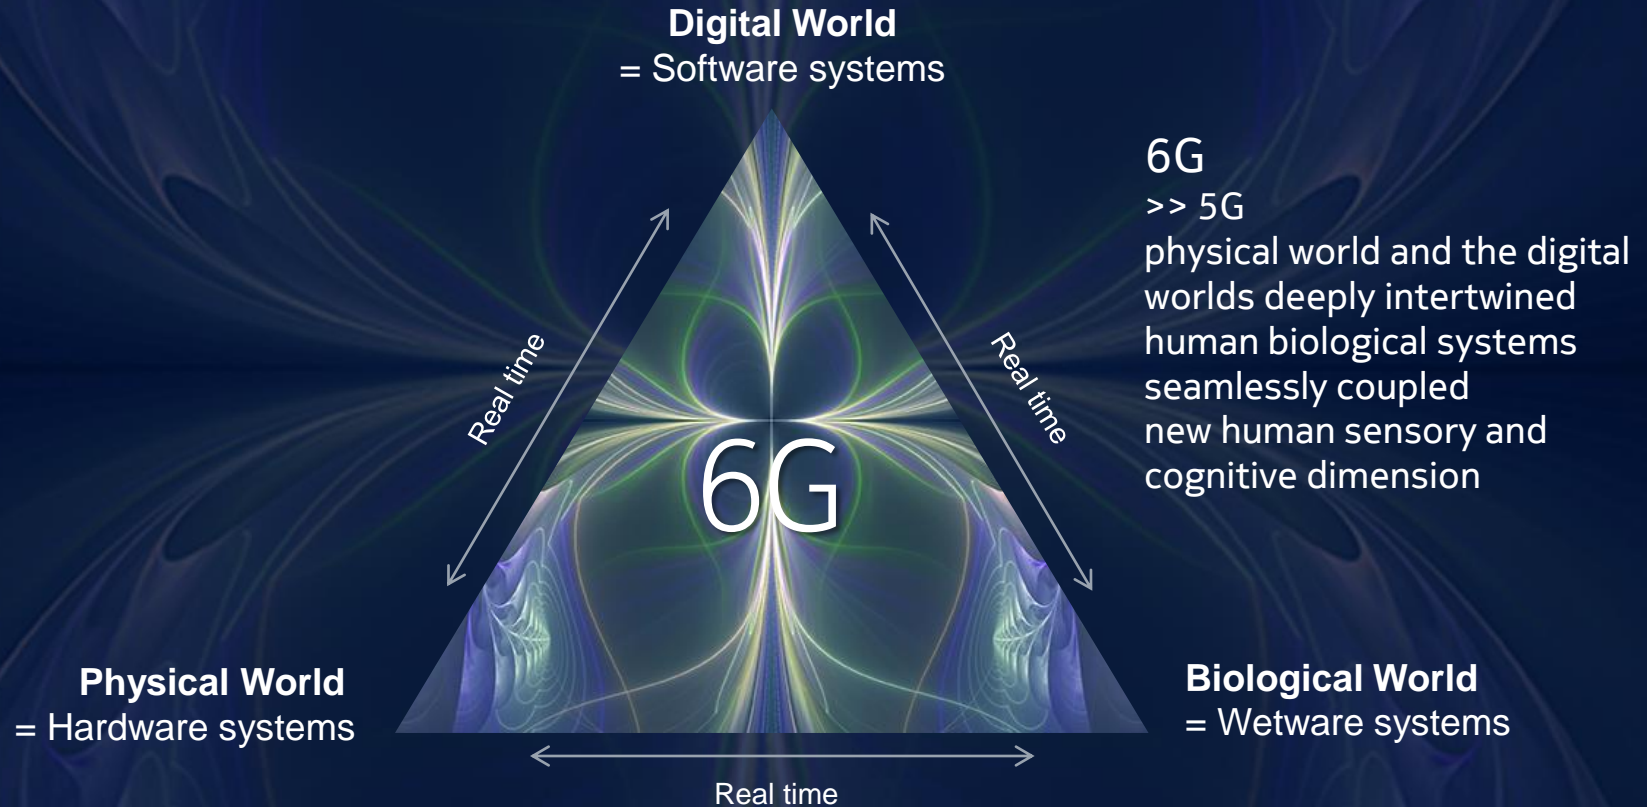 Digital World
= Software systems
6G
>> 5G
physical world and the digital
worlds deeply intertwined
human biological systems
seamlessly coupled
new human sensory and
cognitive dimension
Real time
Real time
6G
Physical World
= Hardware systems
Biological World
= Wetware systems
Real time